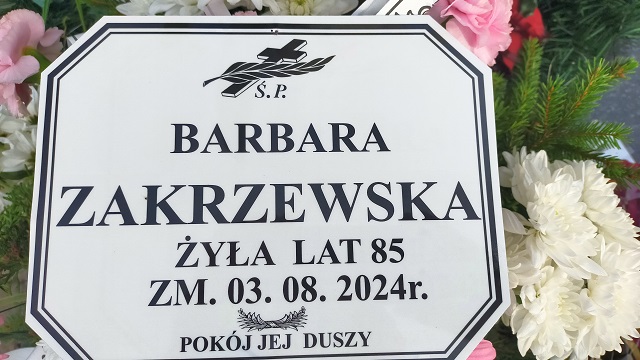 Ś.P.
BARBARA
ZAKRZEWSKA
ŻYŁA LAT 85
ZM. 03. 08. 2024r.
POKÓJ JEJ DUSZY